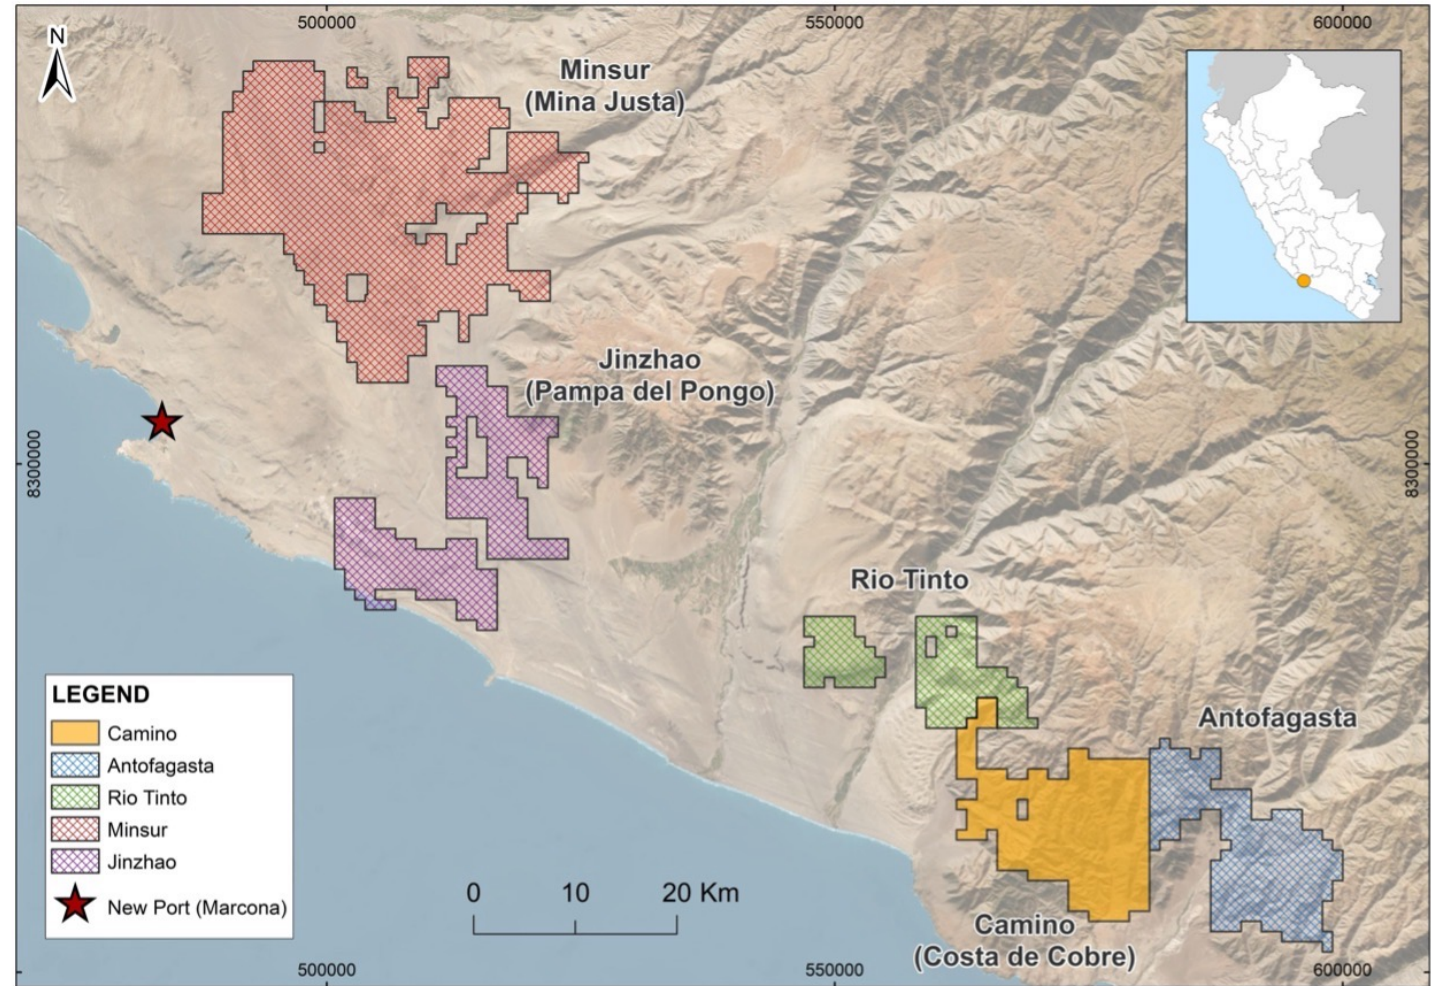 500000
550000
600000
N
Minsur
(Mina Justa)
Jinzhao
(Pampa del Pongo)
8300000
8300000
Rio Tinto
Antofagasta
LEGEND
Camino
Antofagasta
Rio Tinto
Minsur
Jinzhao
New Port (Marcona)
0 10 20 Km
Camino
(Costa de Cobre)
500000
550000
600000